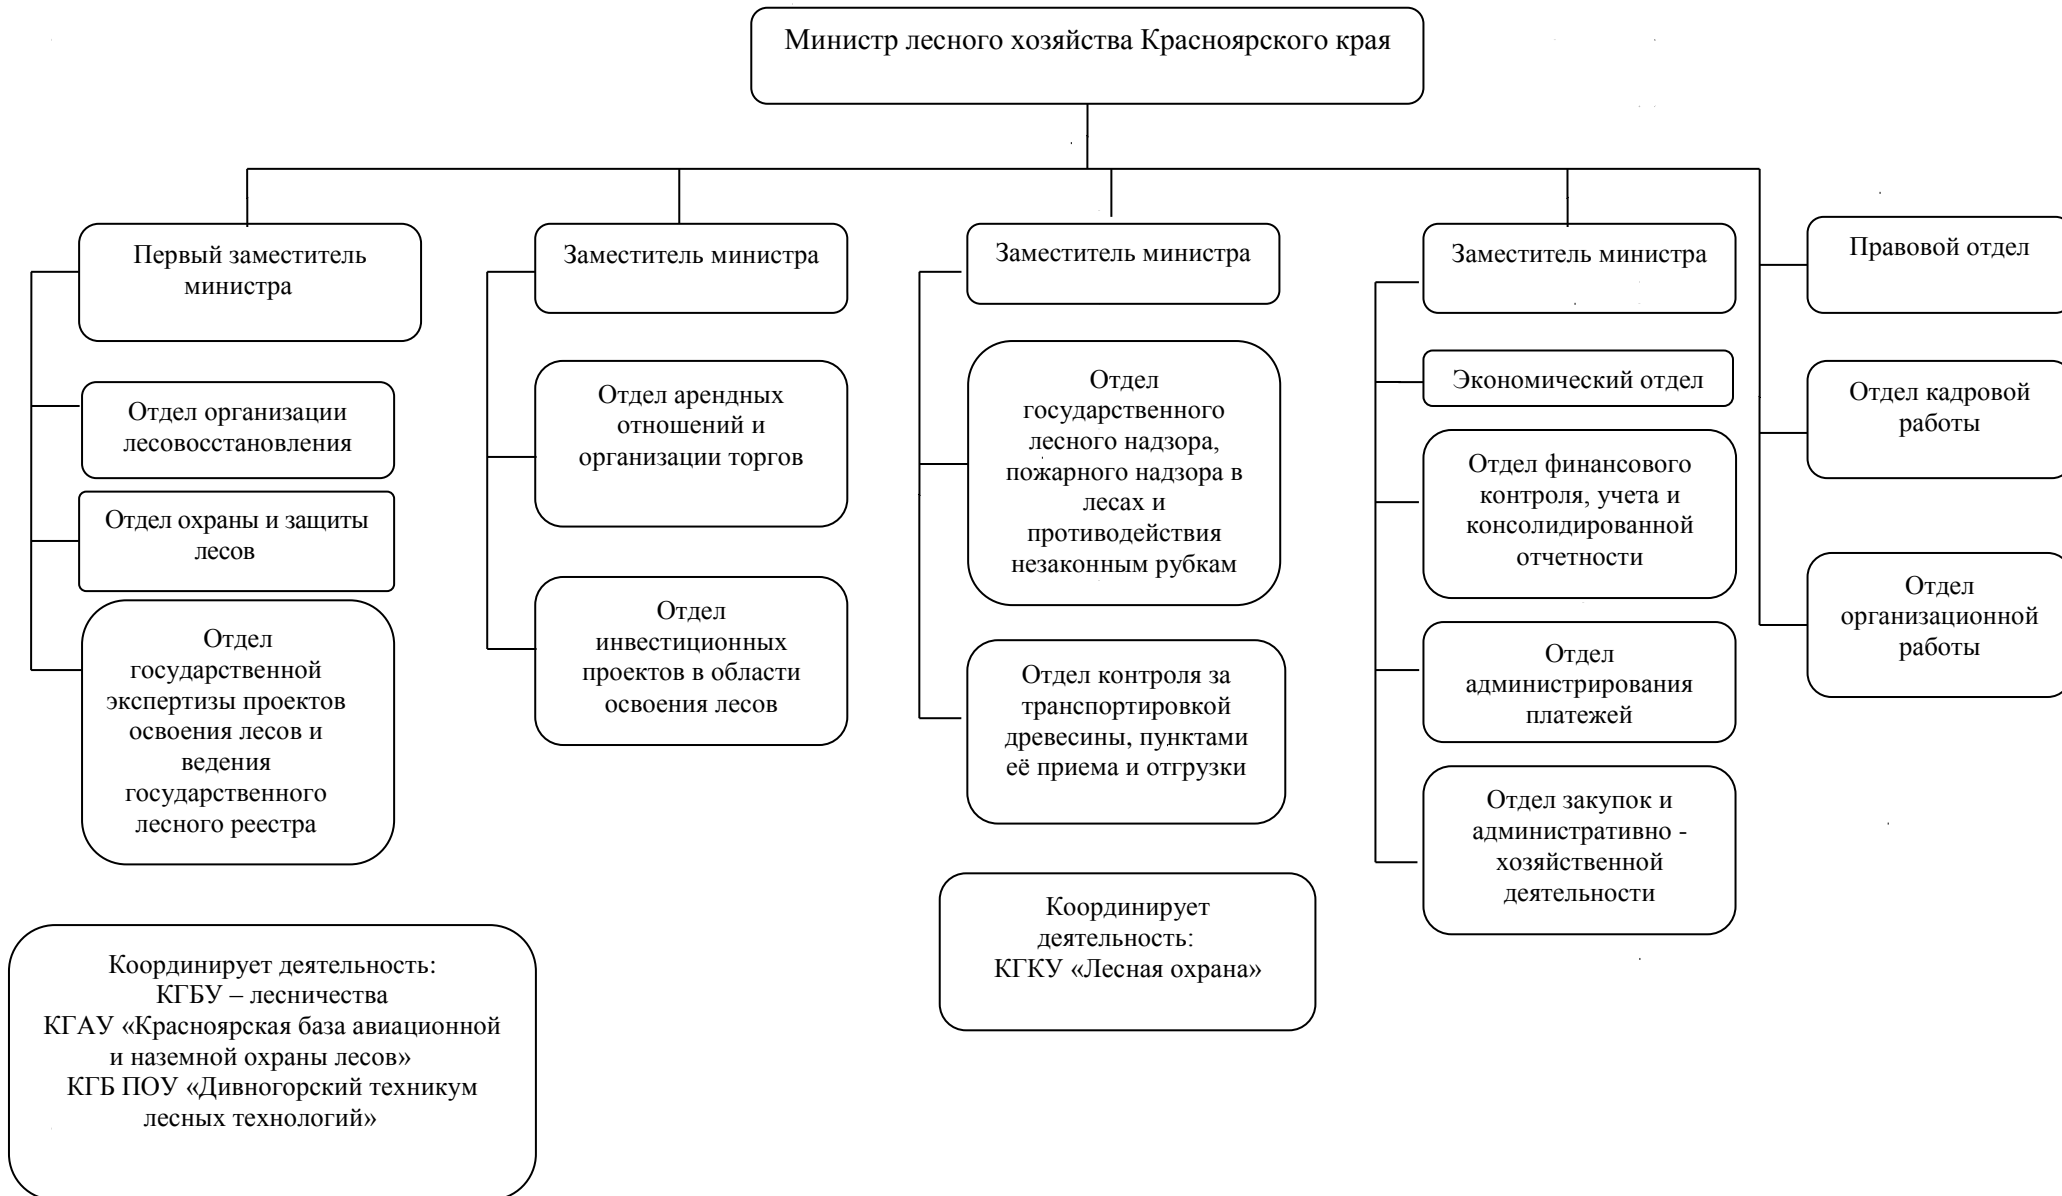 Министр лесного хозяйства Красноярского края
Первый заместитель
министра
Отдел организации
лесовосстановления
Отдел охраны и защиты
лесов
Отдел
государственной
экспертизы проектов
освоения лесов и
ведения
государственного
лесного реестра
Координирует деятельность:
КГБУ – лесничества
КГАУ «Красноярская база авиационной
и наземной охраны лесов»
КГБ ПОУ «Дивногорский техникум
лесных технологий»
Заместитель министра
Отдел арендных
отношений и
организации торгов
Отдел
инвестиционных
проектов в области
освоения лесов
Заместитель министра
Отдел
государственного
лесного надзора,
пожарного надзора в
лесах и
противодействия
незаконным рубкам
Отдел контроля за
транспортировкой
древесины, пунктами
её приема и отгрузки
Координирует
деятельность:
КГКУ «Лесная охрана»
Заместитель министра
Экономический отдел
Отдел финансового
контроля, учета и
консолидированной
отчетности
Отдел
администрирования
платежей
Отдел закупок и
административно -
хозяйственной
деятельности
Правовой отдел
Отдел кадровой
работы
Отдел
организационной
работы